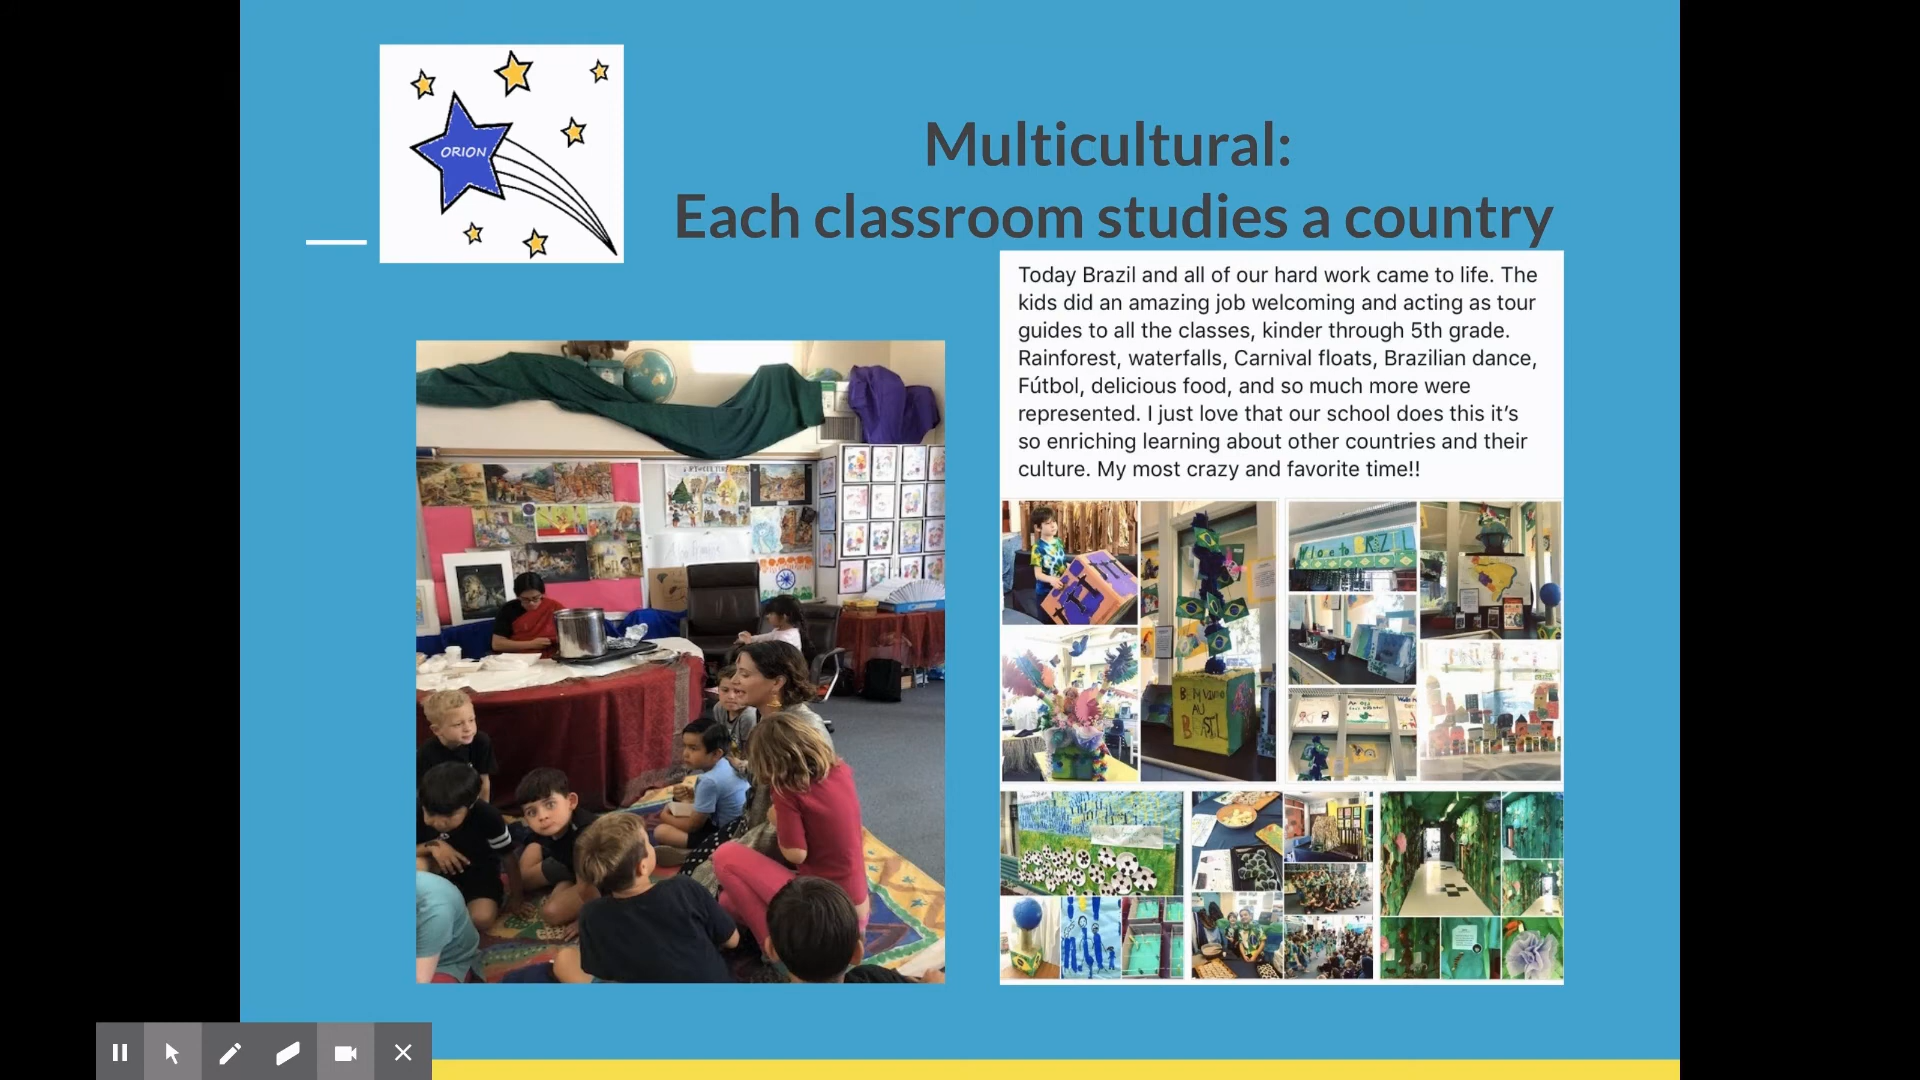 ORION
Multicultural:
Each classroom studies a country
Today Brazil and all of our hard work came to life. The
kids did an amazing job welcoming and acting as tour
guides to all the classes, kinder through 5th grade.
Rainforest, waterfalls, Carnival floats, Brazilian dance,
Fútbol, delicious food, and so much more were
represented. I just love that our school does this it’s
so enriching learning about other countries and their
culture. My most crazy and favorite time!!